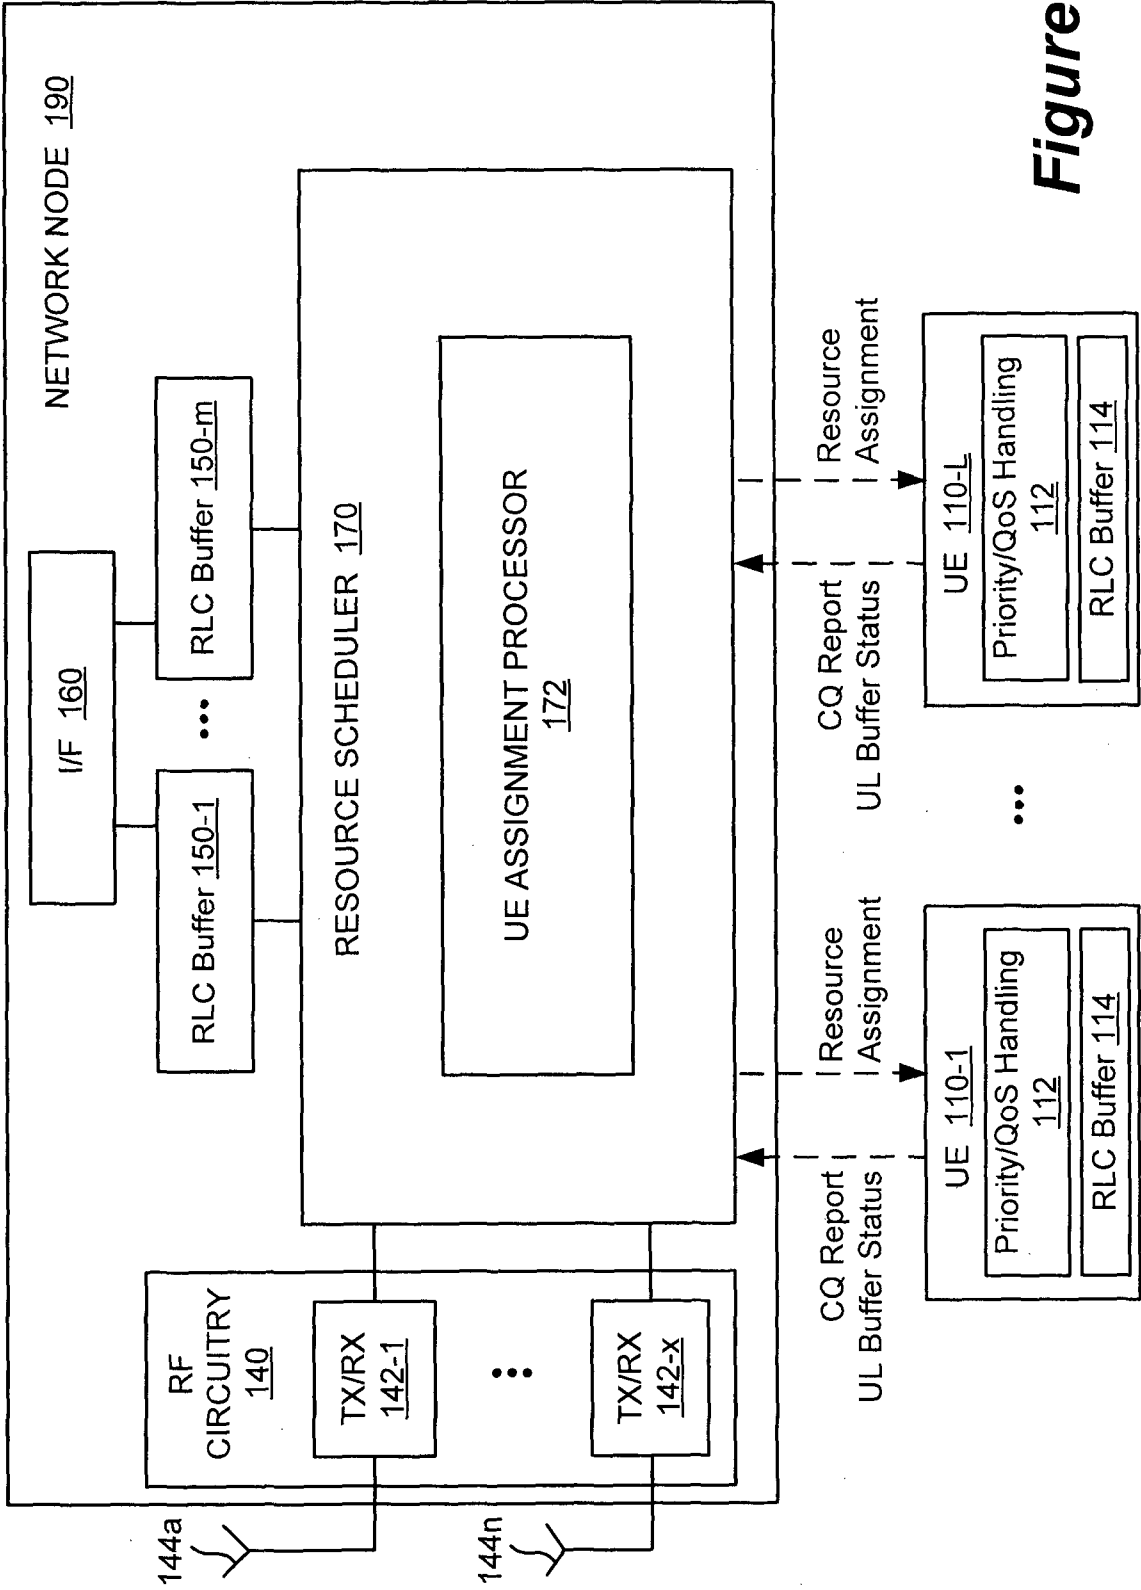 NETWORK NODE 190
I/F 160
RLC Buffer 150-1
•••
RLC Buffer 150-m
RF
CIRCUITRY
140
TX/RX
142-1
•••
TX/RX
142-x
144a
144n
RESOURCE SCHEDULER 170
UE ASSIGNMENT PROCESSOR
172
CQ Report
UL Buffer Status
Resource
Assignment
CQ Report
UL Buffer Status
Resource
Assignment
UE 110-1
Priority/QoS Handling
112
RLC Buffer 114
•••
UE 110-L
Priority/QoS Handling
112
RLC Buffer 114
Figure